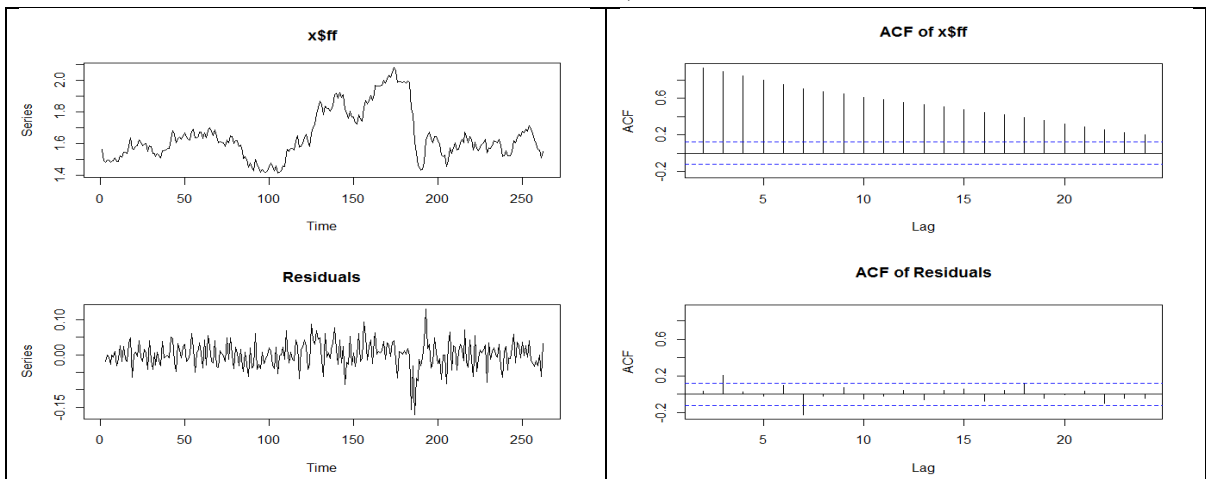 x$ff
Series
1.4 1.6 1.8 2.0
0 50 100 150 200 250
Time
ACF of x$ff
ACF
-0.2 0.2 0.6
5 10 15 20
Lag
Residuals
Series
-0.15 0.00 0.10
0 50 100 150 200 250
Time
ACF of Residuals
ACF
-0.2 0.2 0.6
5 10 15 20
Lag